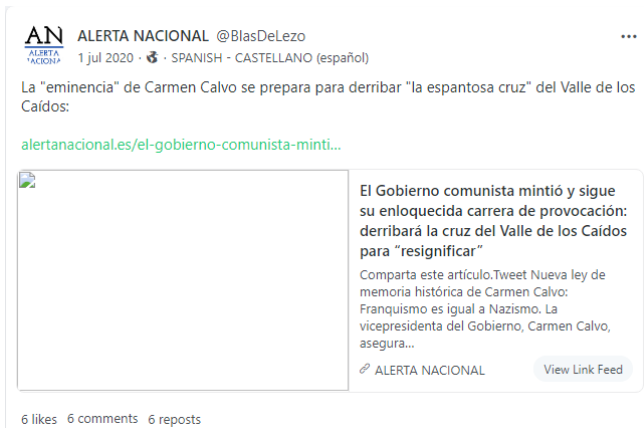 AN ALERTA NACIONAL @BlasDeLezo
ALERTA
NACION
1 jul 2020 · SPANISH - CASTELLANO (español)
La "eminencia" de Carmen Calvo se prepara para derribar "la espantosa cruz" del Valle de los
Caídos:
alertanacional.es/el-gobierno-comunista-minti...
El Gobierno comunista mintió y sigue
su enloquecida carrera de provocación:
derribará la cruz del Valle de los Caídos
para “resignificar”
Comparta este artículo.Tweet Nueva ley de
memoria histórica de Carmen Calvo:
Franquismo es igual a Nazismo. La
vicepresidenta del Gobierno, Carmen Calvo,
asegura...
ALERTA NACIONAL View Link Feed
6 likes 6 comments 6 reposts